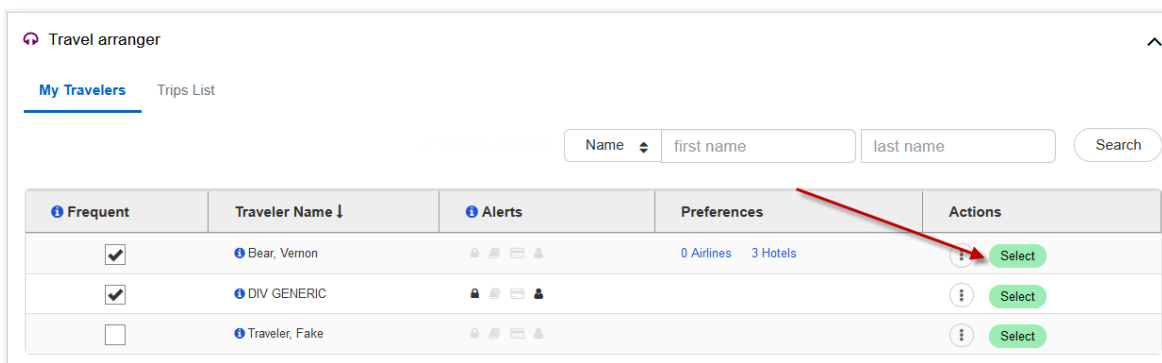 Travel arranger
My Travelers Trips List
Name first name last name Search
Frequent Traveler Name Alerts Preferences Actions
Bear, Vernon 0 Airlines 3 Hotels Select
DIV GENERIC Select
Traveler, Fake Select